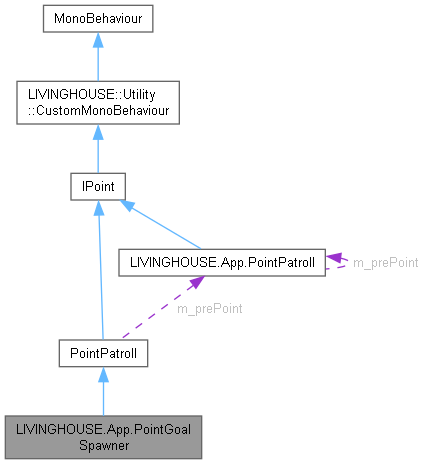 MonoBehaviour
LIVINGHOUSE::Utility
::CustomMonoBehaviour
IPoint
LIVINGHOUSE.App.PointPatroll
m_prePoint
m_prePoint
PointPatroll
LIVINGHOUSE.App.PointGoal
Spawner